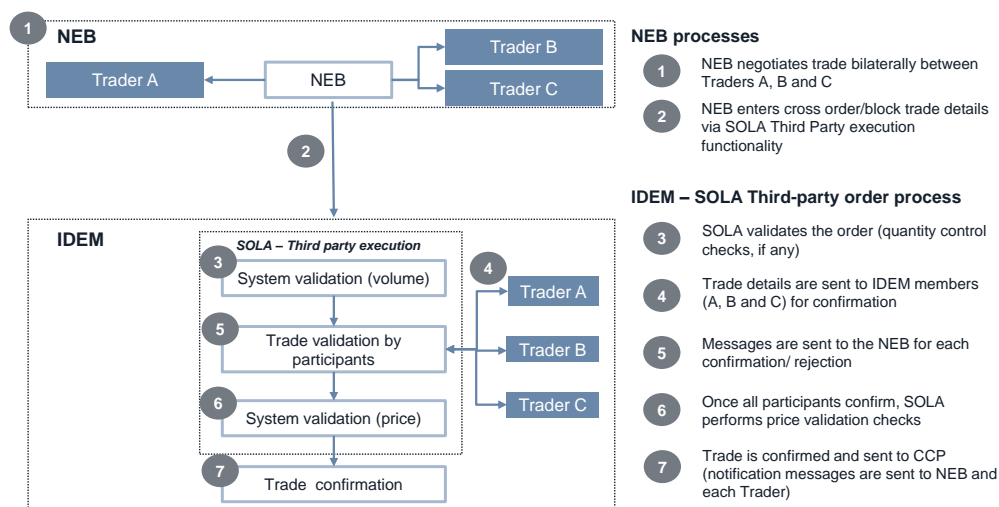 1
NEB
Trader A
NEB
Trader B
Trader C
2
IDEM
SOLA – Third party execution
3
System validation (volume)
4
Trader A
5
Trade validation by
participants
Trader B
6
System validation (price)
Trader C
7
Trade confirmation
NEB processes
1
NEB negotiates trade bilaterally between
Traders A, B and C
2
NEB enters cross order/block trade details
via SOLA Third Party execution
functionality
IDEM – SOLA Third-party order process
3
SOLA validates the order (quantity control
checks, if any)
4
Trade details are sent to IDEM members
(A, B and C) for confirmation
5
Messages are sent to the NEB for each
confirmation/ rejection
6
Once all participants confirm, SOLA
performs price validation checks
7
Trade is confirmed and sent to CCP
(notification messages are sent to NEB and
each Trader)